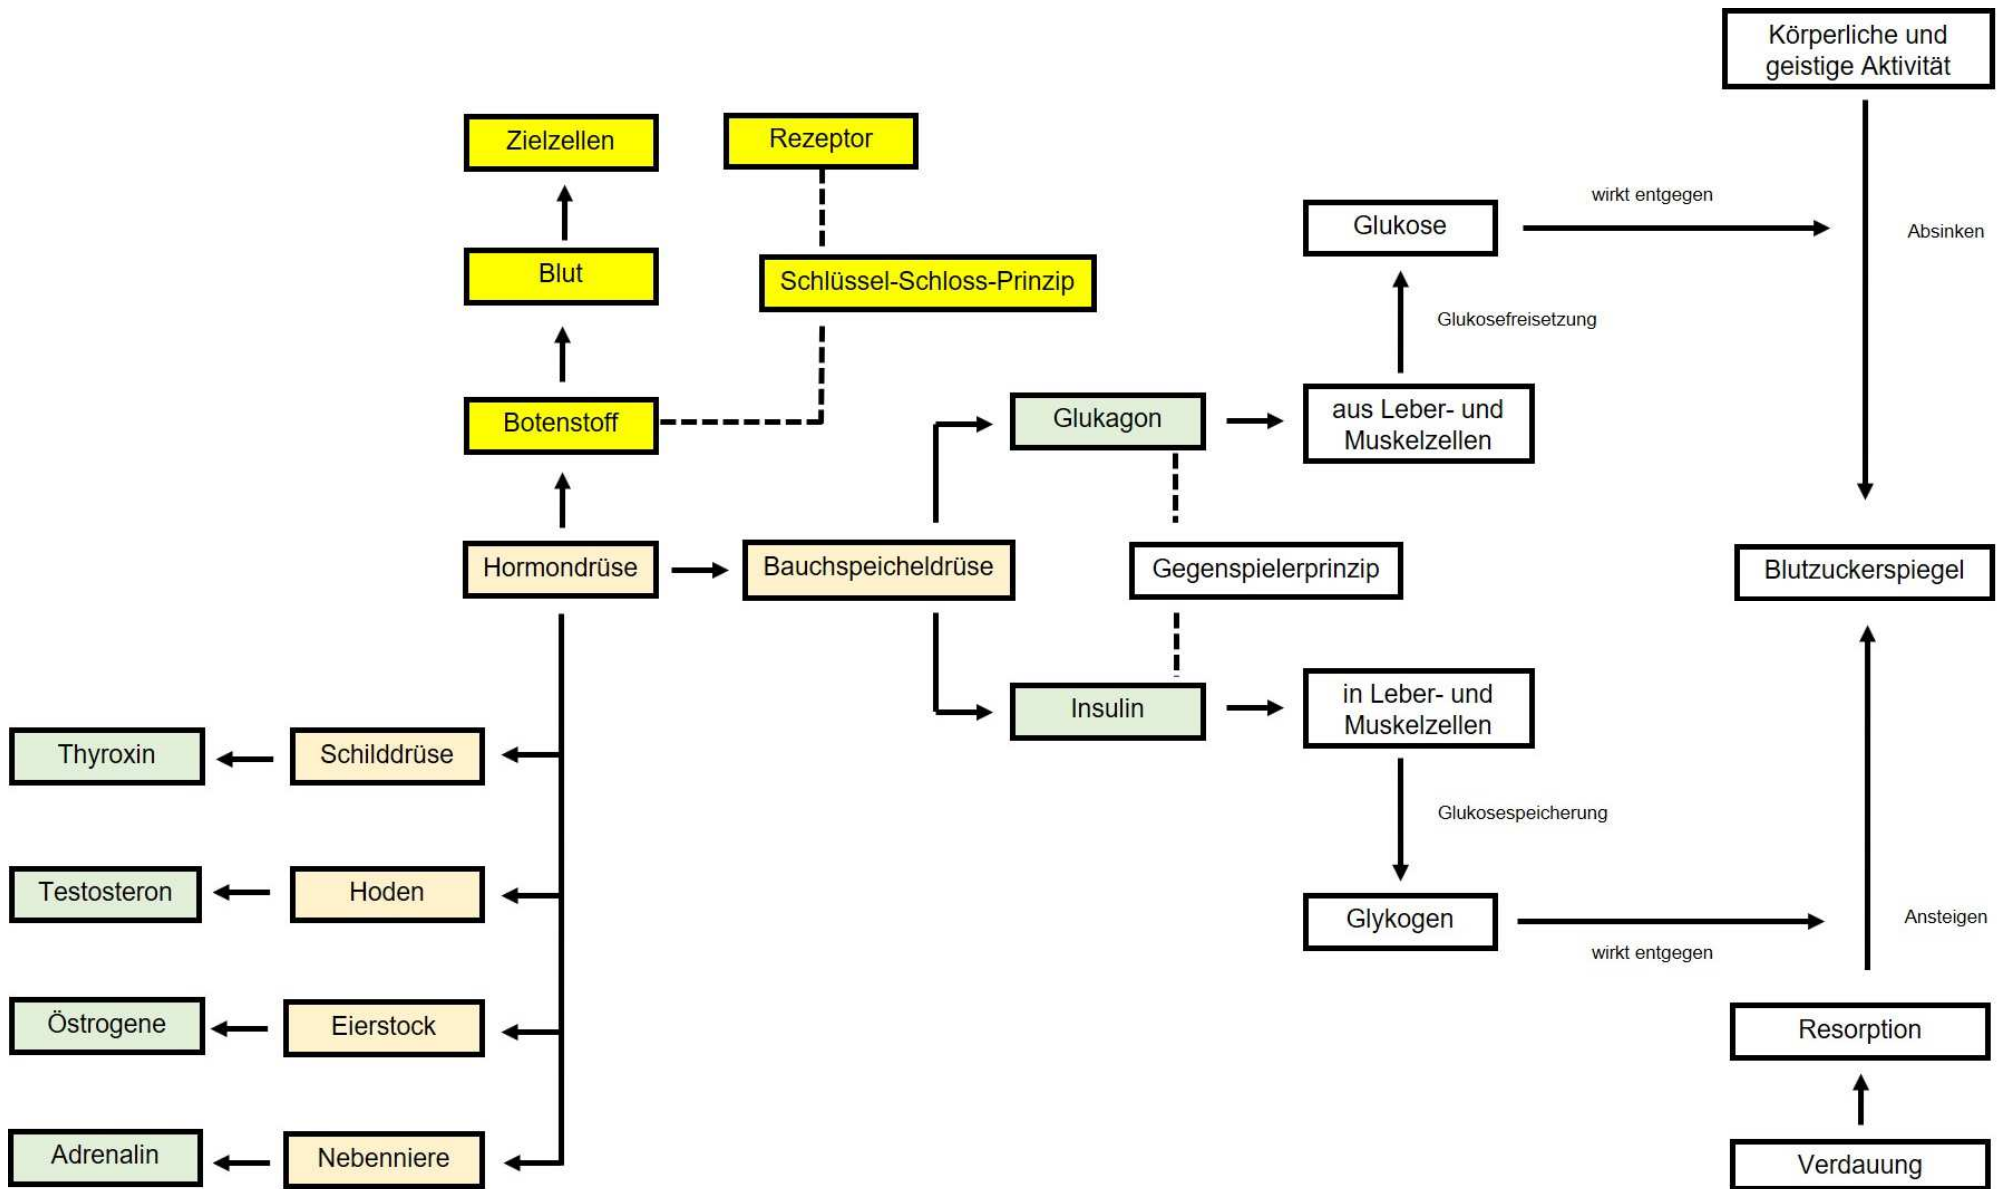 Körperliche und
geistige Aktivität
Zielzellen
Rezeptor
wirkt entgegen
Glukose
Absinken
Blut
Schlüssel-Schloss-Prinzip
Glukosefreisetzung
Botenstoff
Glukagon
aus Leber- und
Muskelzellen
Hormondrüse
Bauchspeicheldrüse
Gegenspielerprinzip
Blutzuckerspiegel
Insulin
in Leber- und
Muskelzellen
Thyroxin
Schilddrüse
Glukosespeicherung
Testosteron
Hoden
Glykogen
Ansteigen
wirkt entgegen
Östrogene
Eierstock
Resorption
Adrenalin
Nebenniere
Verdauung